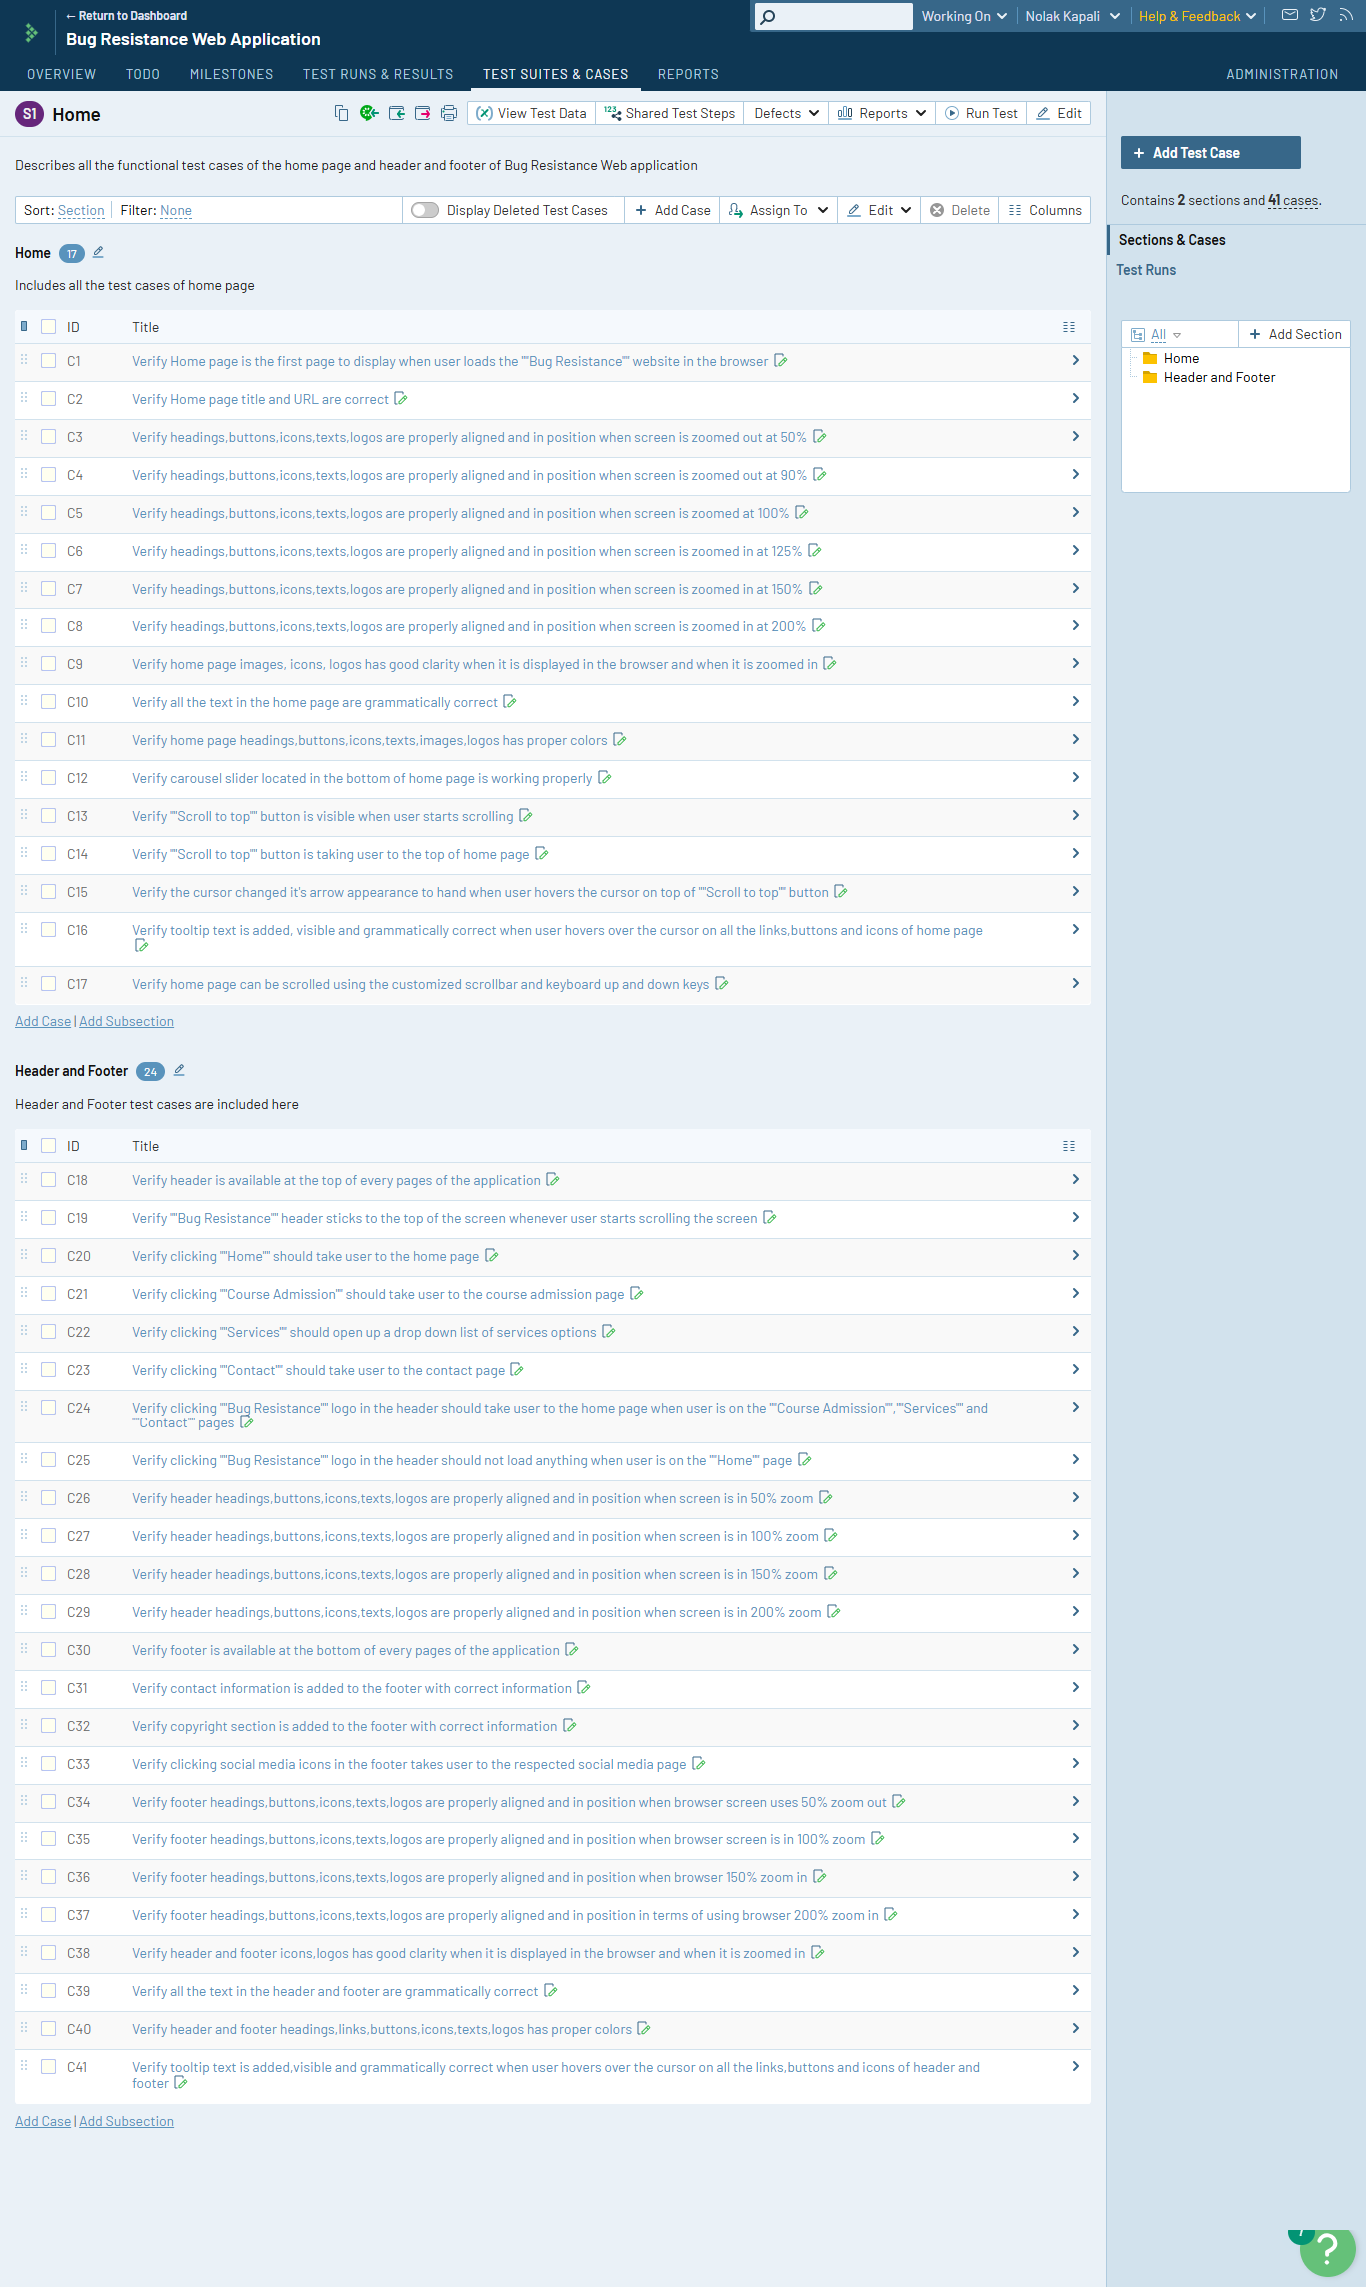 ← Return to Dashboard
Bug Resistance Web Application
Working On
Nolak Kapali
Help & Feedback
OVERVIEW TODO MILESTONES TEST RUNS & RESULTS TEST SUITES & CASES REPORTS ADMINISTRATION
S1 Home
View Test Data Shared Test Steps Defects Reports Run Test Edit
Describes all the functional test cases of the home page and header and footer of Bug Resistance Web application
Sort: Section Filter: None Display Deleted Test Cases + Add Case Assign To Edit Delete Columns
Home 17
Includes all the test cases of home page
ID Title
C1 Verify Home page is the first page to display when user loads the ""Bug Resistance"" website in the browser
C2 Verify Home page title and URL are correct
C3 Verify headings,buttons,icons,texts,logos are properly aligned and in position when screen is zoomed out at 50%
C4 Verify headings,buttons,icons,texts,logos are properly aligned and in position when screen is zoomed out at 90%
C5 Verify headings,buttons,icons,texts,logos are properly aligned and in position when screen is zoomed at 100%
C6 Verify headings,buttons,icons,texts,logos are properly aligned and in position when screen is zoomed in at 125%
C7 Verify headings,buttons,icons,texts,logos are properly aligned and in position when screen is zoomed in at 150%
C8 Verify headings,buttons,icons,texts,logos are properly aligned and in position when screen is zoomed in at 200%
C9 Verify home page images, icons, logos has good clarity when it is displayed in the browser and when it is zoomed in
C10 Verify all the text in the home page are grammatically correct
C11 Verify home page headings,buttons,icons,texts,images,logos has proper colors
C12 Verify carousel slider located in the bottom of home page is working properly
C13 Verify ""Scroll to top"" button is visible when user starts scrolling
C14 Verify ""Scroll to top"" button is taking user to the top of home page
C15 Verify the cursor changed it's arrow appearance to hand when user hovers the cursor on top of ""Scroll to top"" button
C16 Verify tooltip text is added, visible and grammatically correct when user hovers over the cursor on all the links,buttons and icons of home page
C17 Verify home page can be scrolled using the customized scrollbar and keyboard up and down keys
Add Case | Add Subsection
Header and Footer 24
Header and Footer test cases are included here
ID Title
C18 Verify header is available at the top of every pages of the application
C19 Verify ""Bug Resistance"" header sticks to the top of the screen whenever user starts scrolling the screen
C20 Verify clicking ""Home"" should take user to the home page
C21 Verify clicking ""Course Admission"" should take user to the course admission page
C22 Verify clicking ""Services"" should open up a drop down list of services options
C23 Verify clicking ""Contact"" should take user to the contact page
C24 Verify clicking ""Bug Resistance"" logo in the header should take user to the home page when user is on the ""Course Admission"",""Services"" and
""Contact"" pages
C25 Verify clicking ""Bug Resistance"" logo in the header should not load anything when user is on the ""Home"" page
C26 Verify header headings,buttons,icons,texts,logos are properly aligned and in position when screen is in 50% zoom
C27 Verify header headings,buttons,icons,texts,logos are properly aligned and in position when screen is in 100% zoom
C28 Verify header headings,buttons,icons,texts,logos are properly aligned and in position when screen is in 150% zoom
C29 Verify header headings,buttons,icons,texts,logos are properly aligned and in position when screen is in 200% zoom
C30 Verify footer is available at the bottom of every pages of the application
C31 Verify contact information is added to the footer with correct information
C32 Verify copyright section is added to the footer with correct information
C33 Verify clicking social media icons in the footer takes user to the respected social media page
C34 Verify footer headings,buttons,icons,texts,logos are properly aligned and in position when browser screen uses 50% zoom out
C35 Verify footer headings,buttons,icons,texts,logos are properly aligned and in position when browser screen is in 100% zoom
C36 Verify footer headings,buttons,icons,texts,logos are properly aligned and in position when browser 150% zoom in
C37 Verify footer headings,buttons,icons,texts,logos are properly aligned and in position in terms of using browser 200% zoom in
C38 Verify header and footer icons,logos has good clarity when it is displayed in the browser and when it is zoomed in
C39 Verify all the text in the header and footer are grammatically correct
C40 Verify header and footer headings,links,buttons,icons,texts,logos has proper colors
C41 Verify tooltip text is added,visible and grammatically correct when user hovers over the cursor on all the links,buttons and icons of header and
footer
Add Case | Add Subsection
+ Add Test Case
Contains 2 sections and 41 cases.
Sections & Cases
Test Runs
All + Add Section
Home
Header and Footer
?